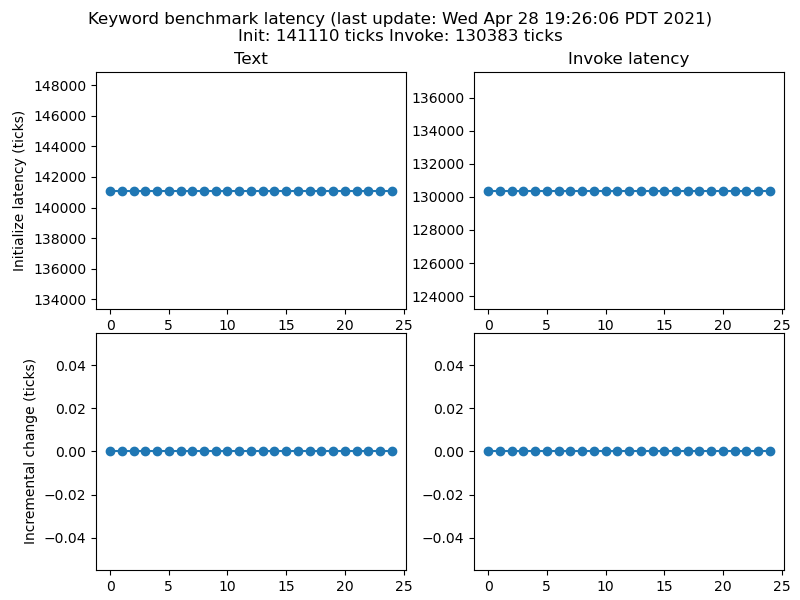 Keyword benchmark latency (last update: Wed Apr 28 19:26:06 PDT 2021)
Init: 141110 ticks Invoke: 130383 ticks
Text
Initialize latency (ticks)
148000
146000
144000
142000
140000
138000
136000
134000
0 5 10 15 20 25
Invoke latency
136000
134000
132000
130000
128000
126000
124000
0 5 10 15 20 25
Incremental change (ticks)
0.04
0.02
0.00
−0.02
−0.04
0 5 10 15 20 25
0.04
0.02
0.00
−0.02
−0.04
0 5 10 15 20 25